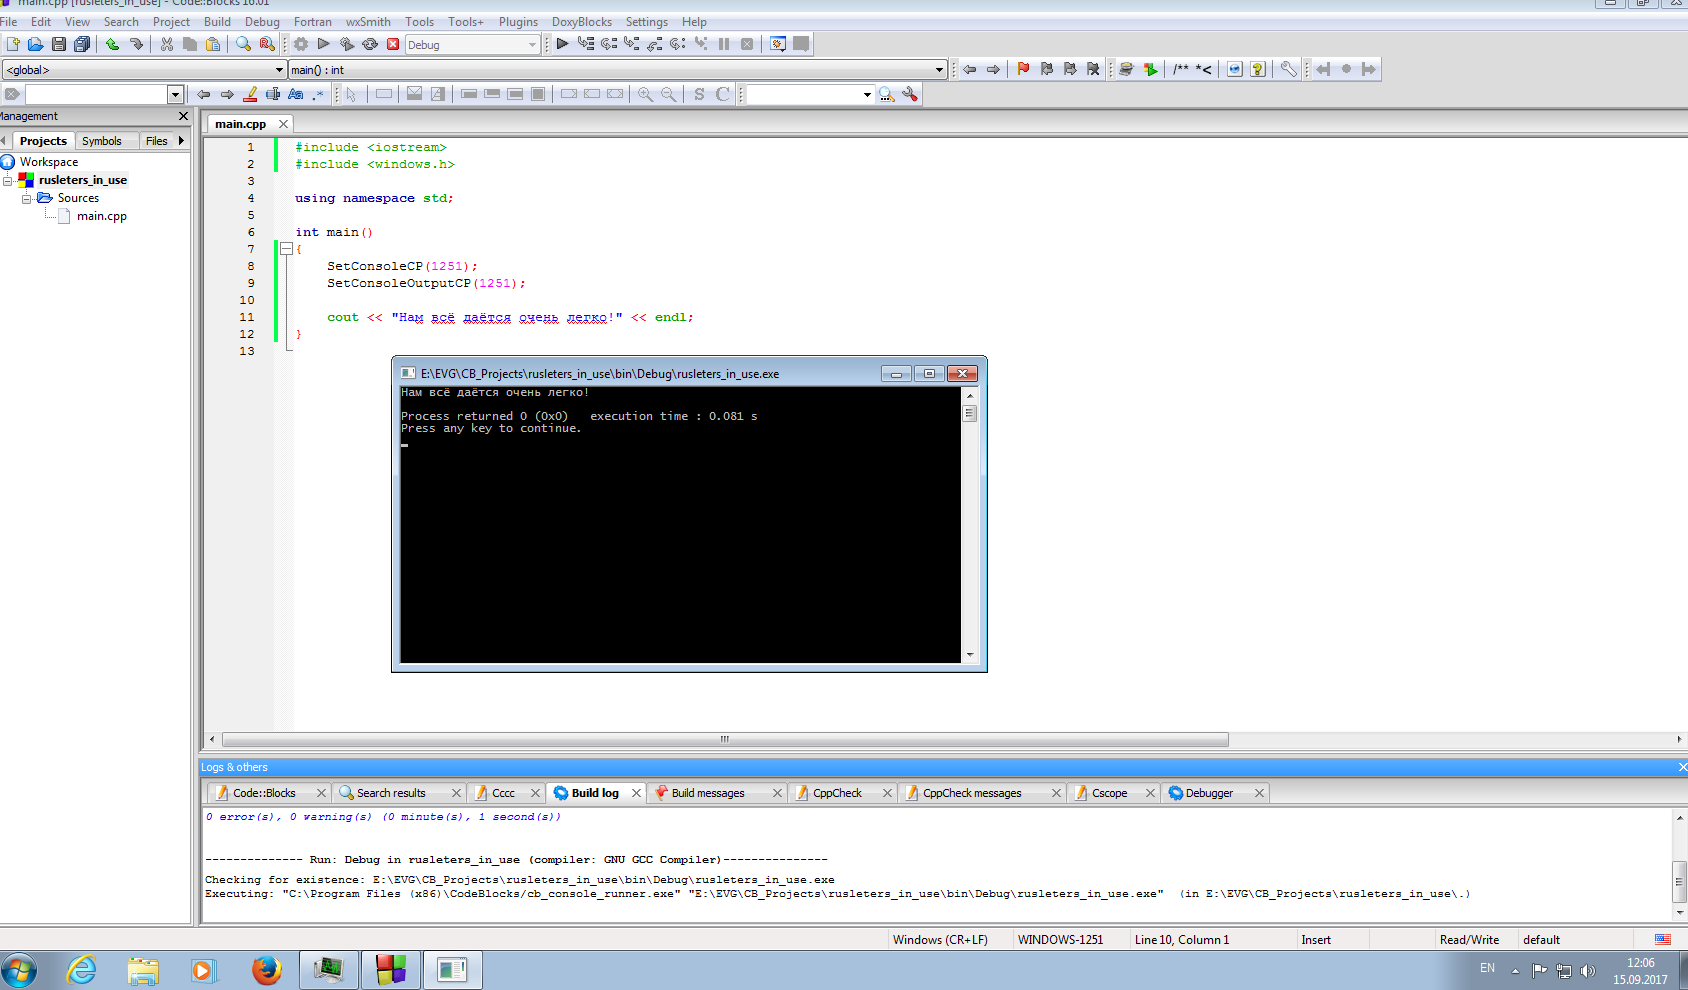 main.cpp [rusleters_in_use] - Code::Blocks 16.01
File Edit View Search Project Build Debug Fortran wxSmith Tools Tools+ Plugins DoxyBlocks Settings Help
Debug
<global> main() : int
/** *<
S C
Management
main.cpp
Projects Symbols Files
Workspace
rusleters_in_use
Sources
main.cpp
1 #include <iostream>
2 #include <windows.h>
3
4 using namespace std;
5
6 int main()
7 {
8 SetConsoleCP(1251);
9 SetConsoleOutputCP(1251);
10
11 cout << "Нам всё даётся очень легко!" << endl;
12 }
13
E:\EVG\CB_Projects\rusleters_in_use\bin\Debug\rusleters_in_use.exe
Нам всё даётся очень легко!
Process returned 0 (0x0) execution time : 0.081 s
Press any key to continue.
Logs & others
Code::Blocks Search results Cccc Build log Build messages CppCheck CppCheck messages Cscope Debugger
0 error(s), 0 warning(s) (0 minute(s), 1 second(s))
-------------- Run: Debug in rusleters_in_use (compiler: GNU GCC Compiler)---------------
Checking for existence: E:\EVG\CB_Projects\rusleters_in_use\bin\Debug\rusleters_in_use.exe
Executing: "C:\Program Files (x86)\CodeBlocks/cb_console_runner.exe" "E:\EVG\CB_Projects\rusleters_in_use\bin\Debug\rusleters_in_use.exe" (in E:\EVG\CB_Projects\rusleters_in_use\.)
Windows (CR+LF) WINDOWS-1251 Line 10, Column 1 Insert Read/Write default
EN
12:06
15.09.2017